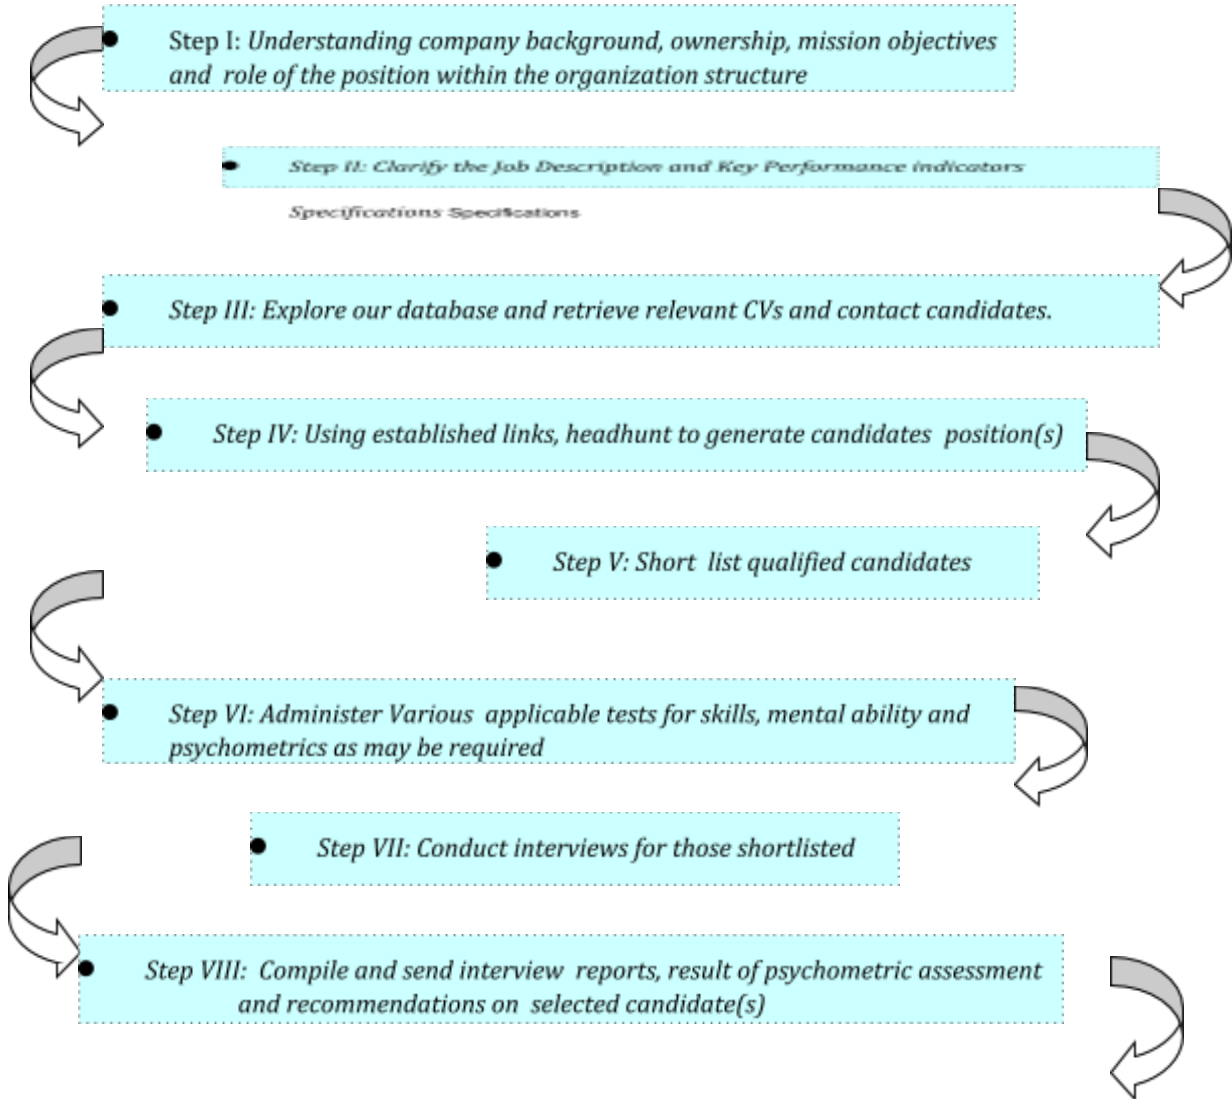 Step I: Understanding company background, ownership, mission objectives
and role of the position within the organization structure
Step II: Clarify the Job Description and Key Performance indicators
Specifications Specifications
Step III: Explore our database and retrieve relevant CVs and contact candidates.
Step IV: Using established links, headhunt to generate candidates position(s)
Step V: Short list qualified candidates
Step VI: Administer Various applicable tests for skills, mental ability and
psychometrics as may be required
Step VII: Conduct interviews for those shortlisted
Step VIII: Compile and send interview reports, result of psychometric assessment
and recommendations on selected candidate(s)